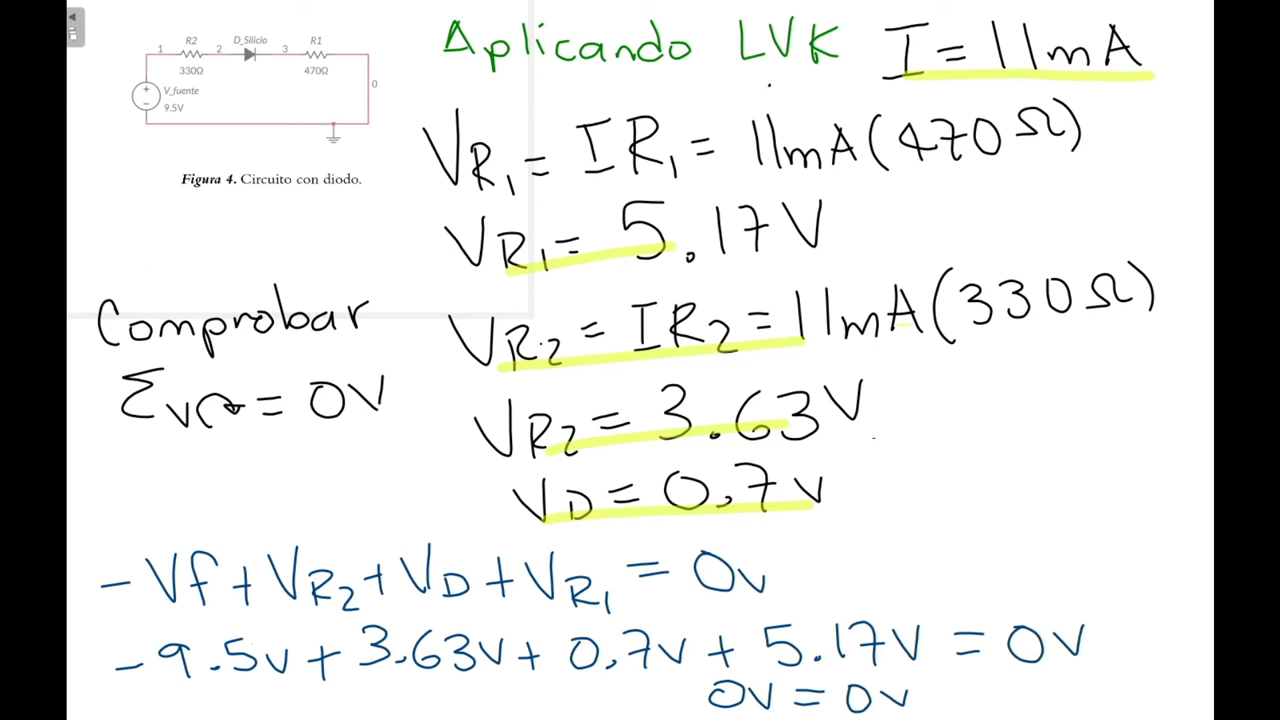 Aplicando LVK I = 11mA
R2
D_Silicio
R1
1
2
3
330Ω
470Ω
0
+
V_fuente
−
9.5V
Figura 4. Circuito con diodo.
VR1 = IR1 = 11mA(470Ω)
VR1 = 5.17V
VR2 = IR2 = 11mA(330Ω)
VR2 = 3.63V
VD = 0.7v
Comprobar
Σv↷ = 0V
-Vf + VR2 + VD + VR1 = 0v
-9.5v + 3.63v + 0.7v + 5.17v = 0v
0v = 0v